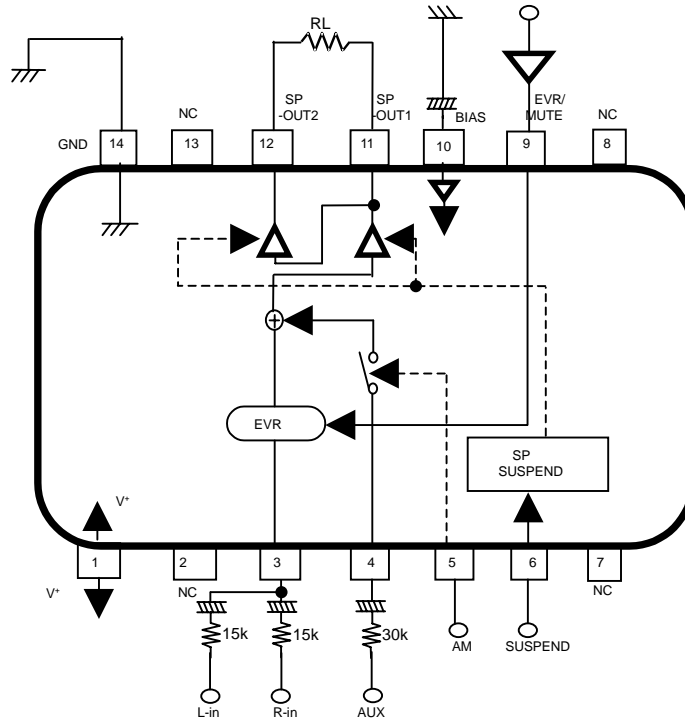 RL
NC
SP
-OUT2
SP
-OUT1
BIAS
EVR/
MUTE
NC
GND
14
13
12
11
10
9
8
+
EVR
SP
SUSPEND
V+
1
2
3
4
5
6
7
V+
NC
NC
15k
15k
30k
AM
SUSPEND
L-in
R-in
AUX